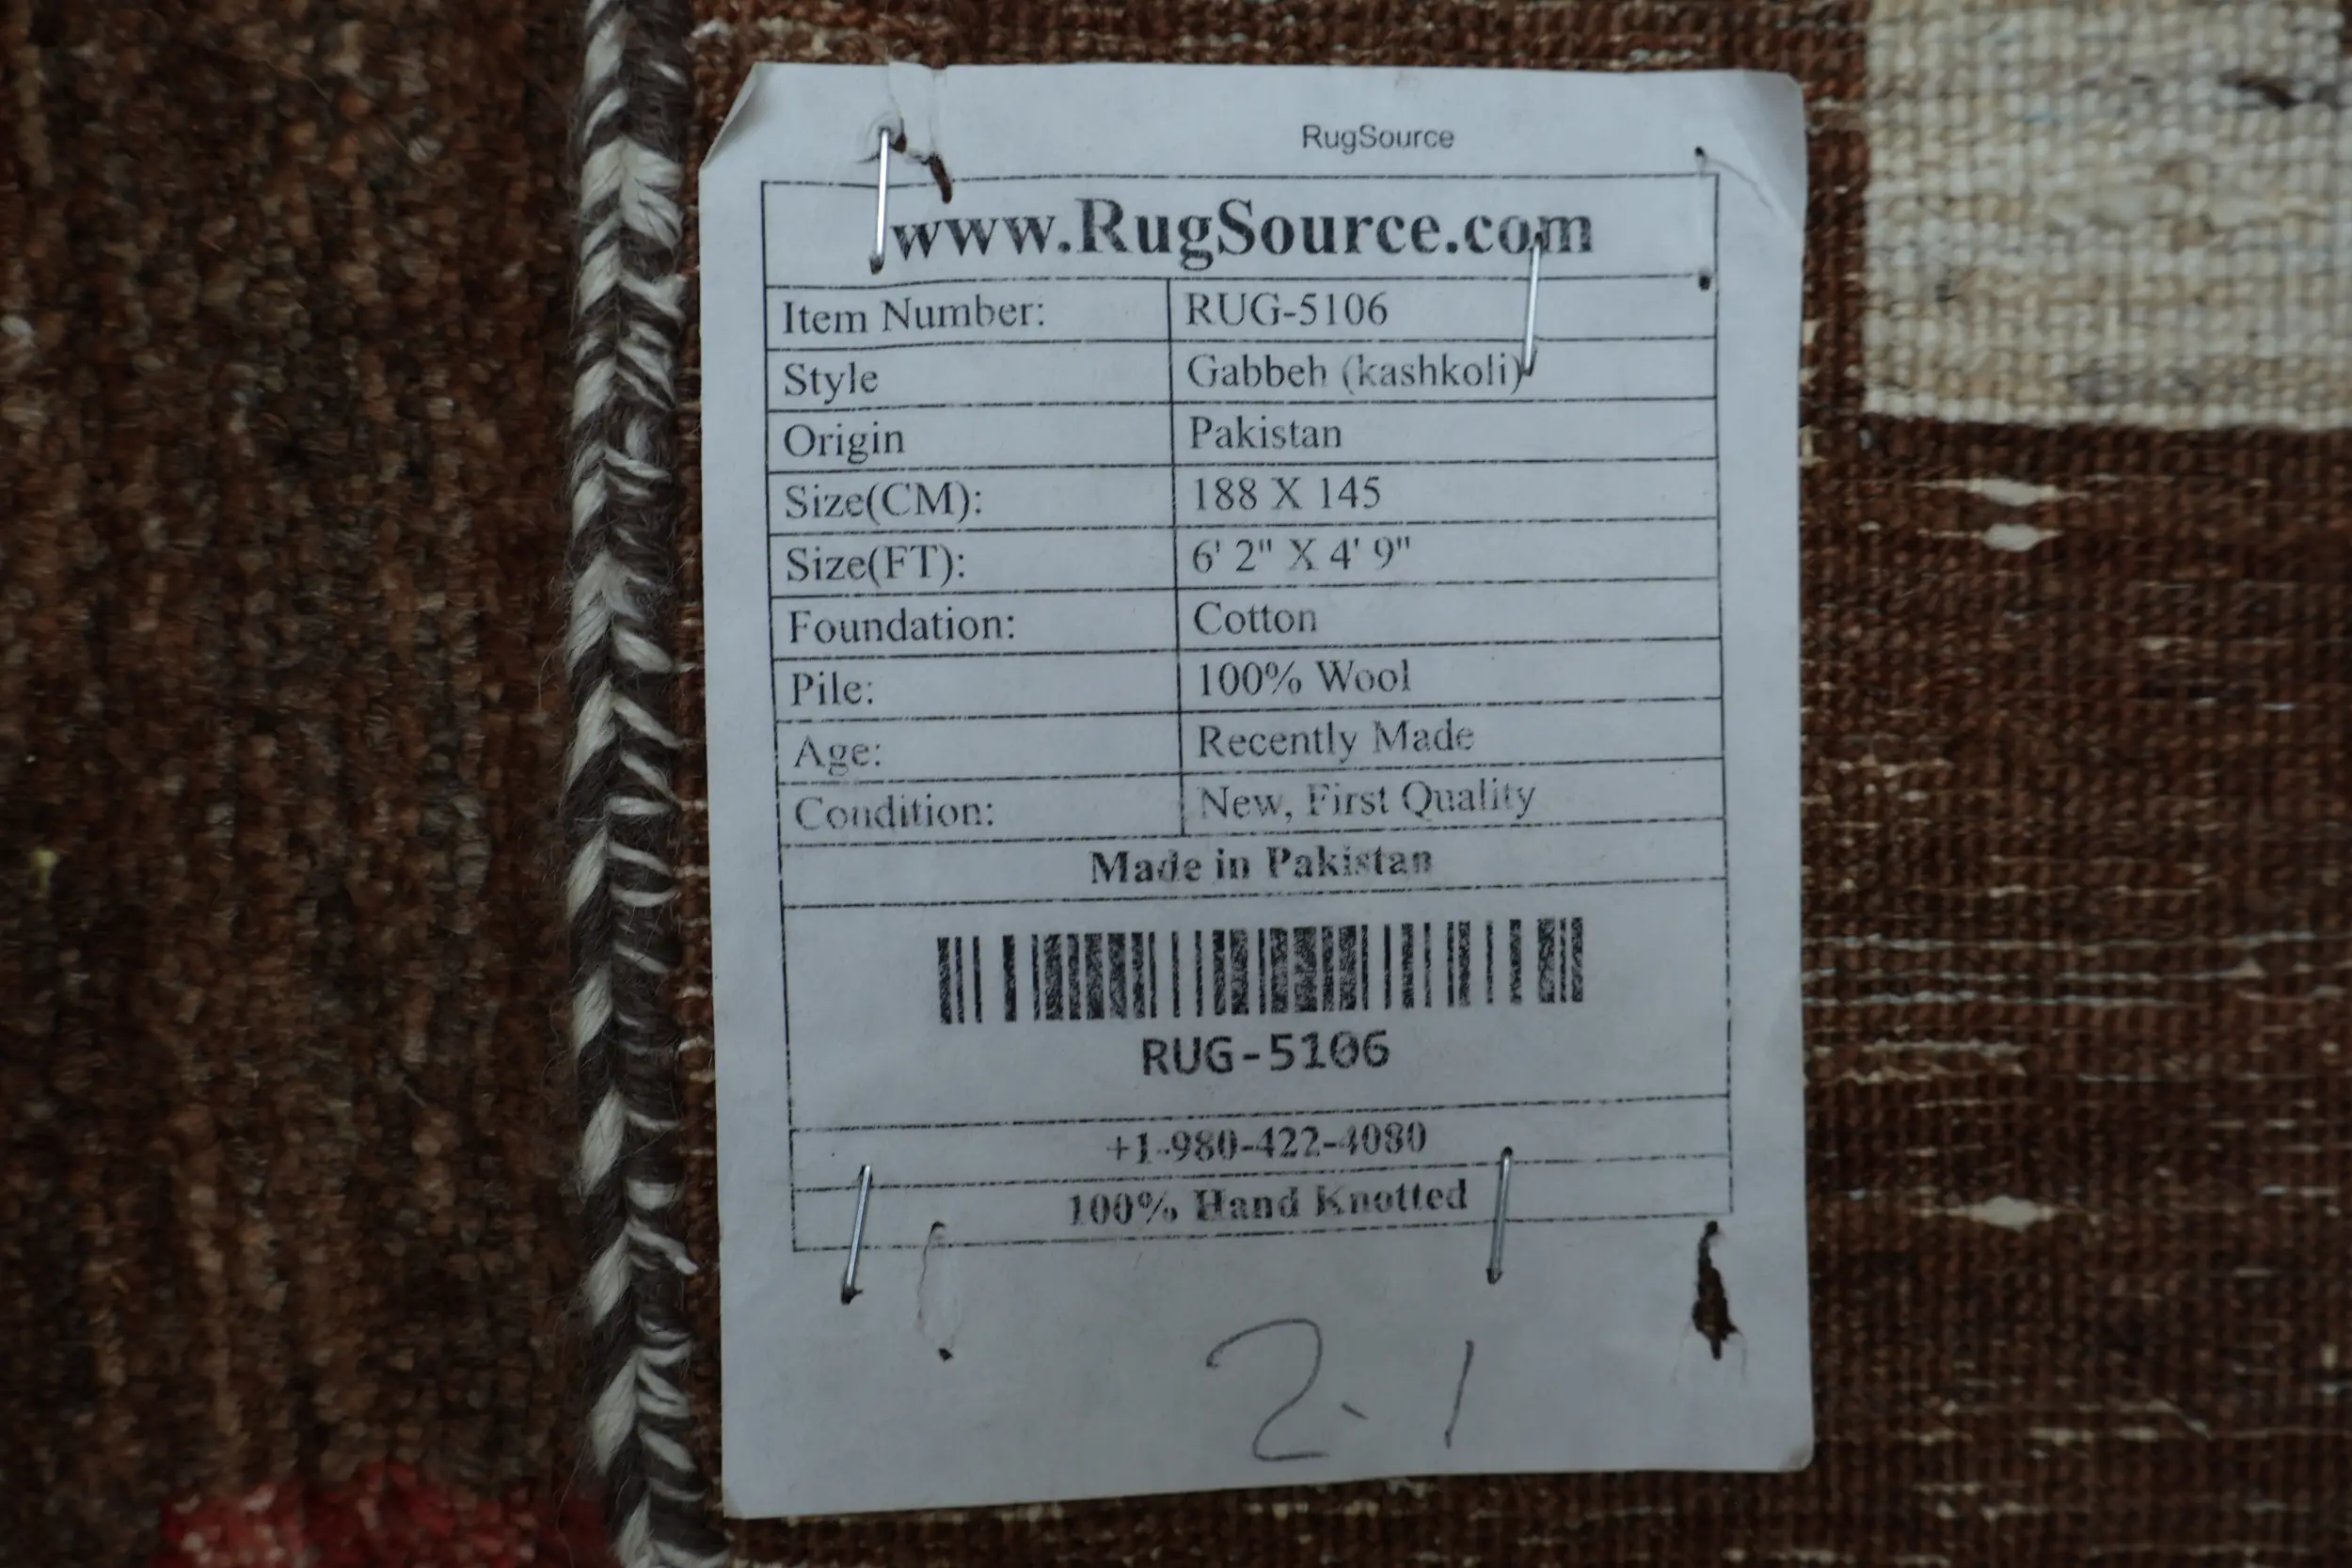 RugSource
www.RugSource.com
Item Number: RUG-5106
Style Gabbeh (kashkoli)
Origin Pakistan
Size(CM): 188 X 145
Size(FT): 6' 2" X 4' 9"
Foundation: Cotton
Pile: 100% Wool
Age: Recently Made
Condition: New, First Quality
Made in Pakistan
RUG-5106
+1-980-422-4080
100% Hand Knotted
2-1